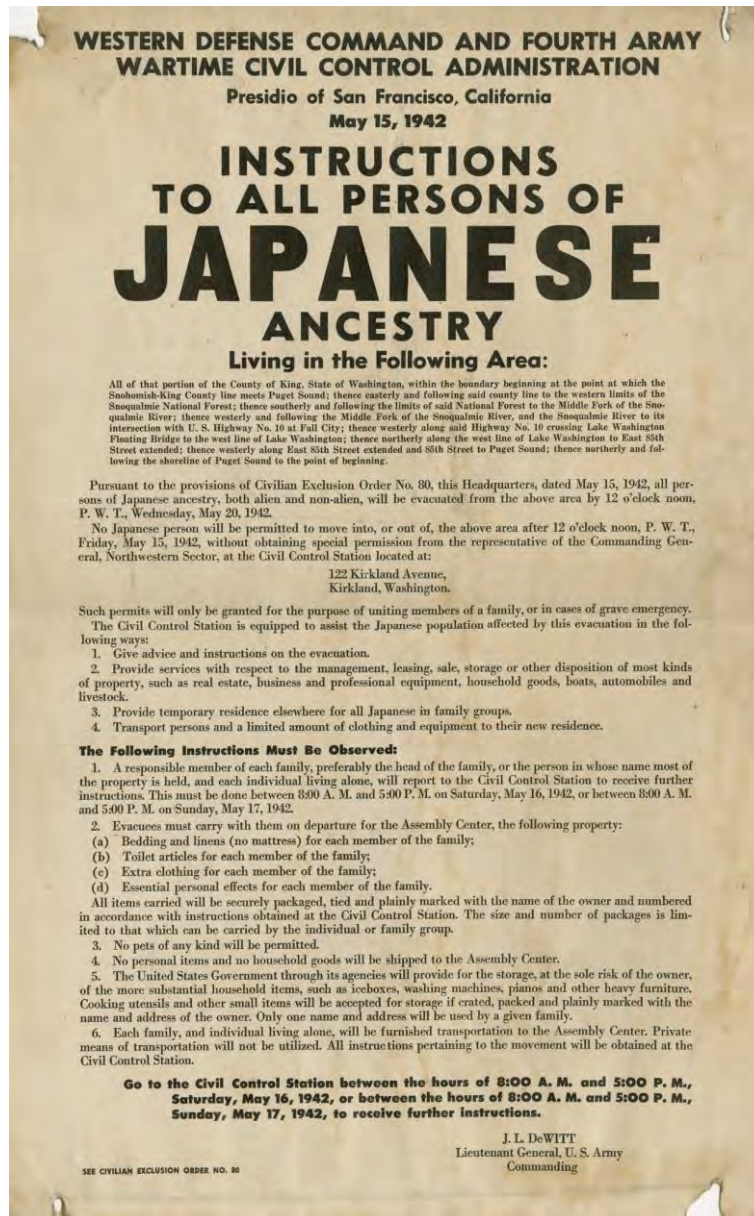 WESTERN DEFENSE COMMAND AND FOURTH ARMY
WARTIME CIVIL CONTROL ADMINISTRATION
Presidio of San Francisco, California
May 15, 1942
INSTRUCTIONS
TO ALL PERSONS OF
JAPANESE
ANCESTRY
Living in the Following Area:
All of that portion of the County of King, State of Washington, within the boundary beginning at the point at which the
Snohomish-King County line meets Puget Sound; thence easterly and following said county line to the western limits of the
Snoqualmie National Forest; thence southerly and following the limits of said National Forest to the Middle Fork of the Sno-
qualmie River; thence westerly and following the Middle Fork of the Snoqualmie River, and the Snoqualmie River to its
intersection with U. S. Highway No. 10 at Fall City; thence westerly along said Highway No. 10 crossing Lake Washington
Floating Bridge to the west line of Lake Washington; thence northerly along the west line of Lake Washington to East 85th
Street extended; thence westerly along East 85th Street extended and 85th Street to Puget Sound; thence northerly and fol-
lowing the shoreline of Puget Sound to the point of beginning.
Pursuant to the provisions of Civilian Exclusion Order No. 80, this Headquarters, dated May 15, 1942, all per-
sons of Japanese ancestry, both alien and non-alien, will be evacuated from the above area by 12 o'clock noon,
P. W. T., Wednesday, May 20, 1942.
No Japanese person will be permitted to move into, or out of, the above area after 12 o'clock noon, P. W. T.,
Friday, May 15, 1942, without obtaining special permission from the representative of the Commanding Gen-
eral, Northwestern Sector, at the Civil Control Station located at:
122 Kirkland Avenue,
Kirkland, Washington.
Such permits will only be granted for the purpose of uniting members of a family, or in cases of grave emergency.
The Civil Control Station is equipped to assist the Japanese population affected by this evacuation in the fol-
lowing ways:
1. Give advice and instructions on the evacuation.
2. Provide services with respect to the management, leasing, sale, storage or other disposition of most kinds
of property, such as real estate, business and professional equipment, household goods, boats, automobiles and
livestock.
3. Provide temporary residence elsewhere for all Japanese in family groups.
4. Transport persons and a limited amount of clothing and equipment to their new residence.
The Following Instructions Must Be Observed:
1. A responsible member of each family, preferably the head of the family, or the person in whose name most of
the property is held, and each individual living alone, will report to the Civil Control Station to receive further
instructions. This must be done between 8:00 A. M. and 5:00 P. M. on Saturday, May 16, 1942, or between 8:00 A. M.
and 5:00 P. M. on Sunday, May 17, 1942.
2. Evacuees must carry with them on departure for the Assembly Center, the following property:
(a) Bedding and linens (no mattress) for each member of the family;
(b) Toilet articles for each member of the family;
(c) Extra clothing for each member of the family;
(d) Essential personal effects for each member of the family.
All items carried will be securely packaged, tied and plainly marked with the name of the owner and numbered
in accordance with instructions obtained at the Civil Control Station. The size and number of packages is lim-
ited to that which can be carried by the individual or family group.
3. No pets of any kind will be permitted.
4. No personal items and no household goods will be shipped to the Assembly Center.
5. The United States Government through its agencies will provide for the storage, at the sole risk of the owner,
of the more substantial household items, such as iceboxes, washing machines, pianos and other heavy furniture.
Cooking utensils and other small items will be accepted for storage if crated, packed and plainly marked with the
name and address of the owner. Only one name and address will be used by a given family.
6. Each family, and individual living alone, will be furnished transportation to the Assembly Center. Private
means of transportation will not be utilized. All instructions pertaining to the movement will be obtained at the
Civil Control Station.
Go to the Civil Control Station between the hours of 8:00 A. M. and 5:00 P. M.,
Saturday, May 16, 1942, or between the hours of 8:00 A. M. and 5:00 P. M.,
Sunday, May 17, 1942, to receive further instructions.
J. L. DeWITT
Lieutenant General, U. S. Army
Commanding
SEE CIVILIAN EXCLUSION ORDER NO. 80